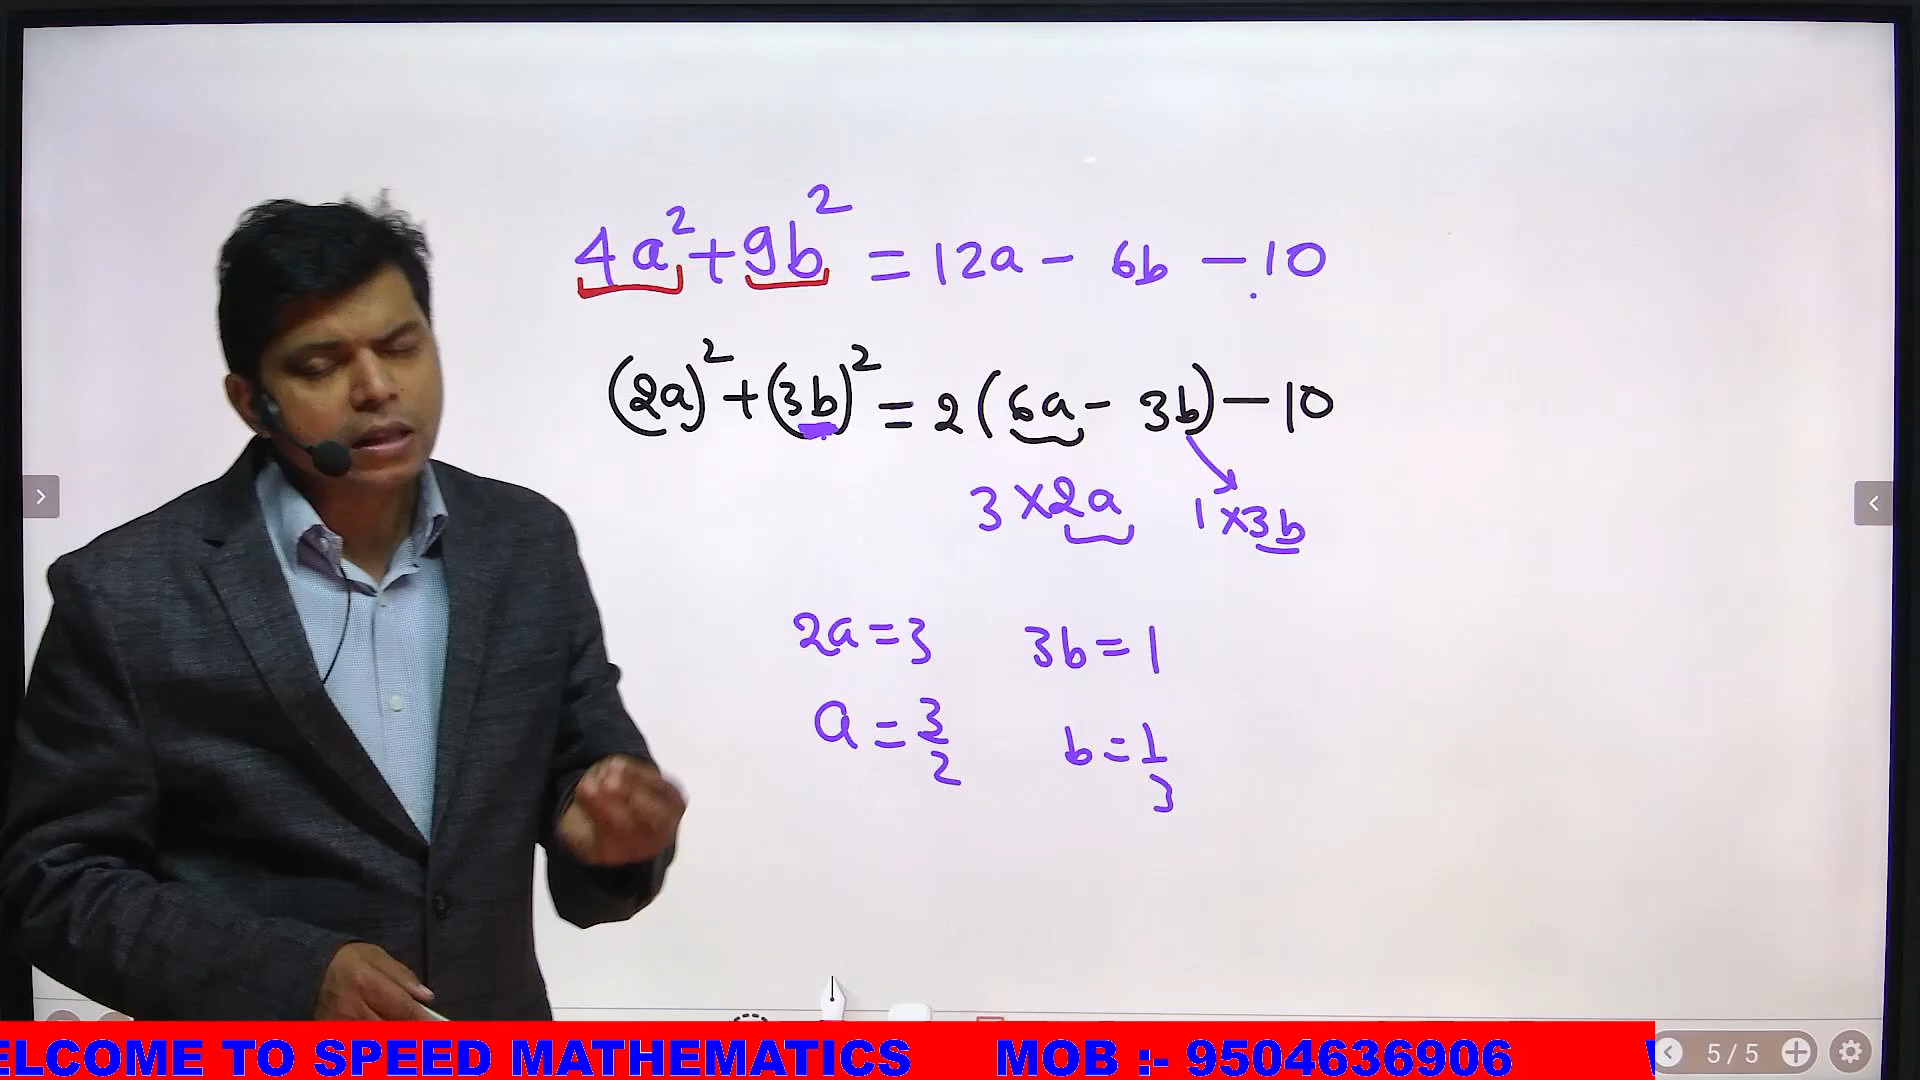 4a² + 9b² = 12a - 6b - 10
(2a)² + (3b)² = 2(6a - 3b) - 10
3 × 2a 1 × 3b
2a = 3 3b = 1
a = 3/2 b = 1/3
ELCOME TO SPEED MATHEMATICS MOB :- 9504636906
5/5